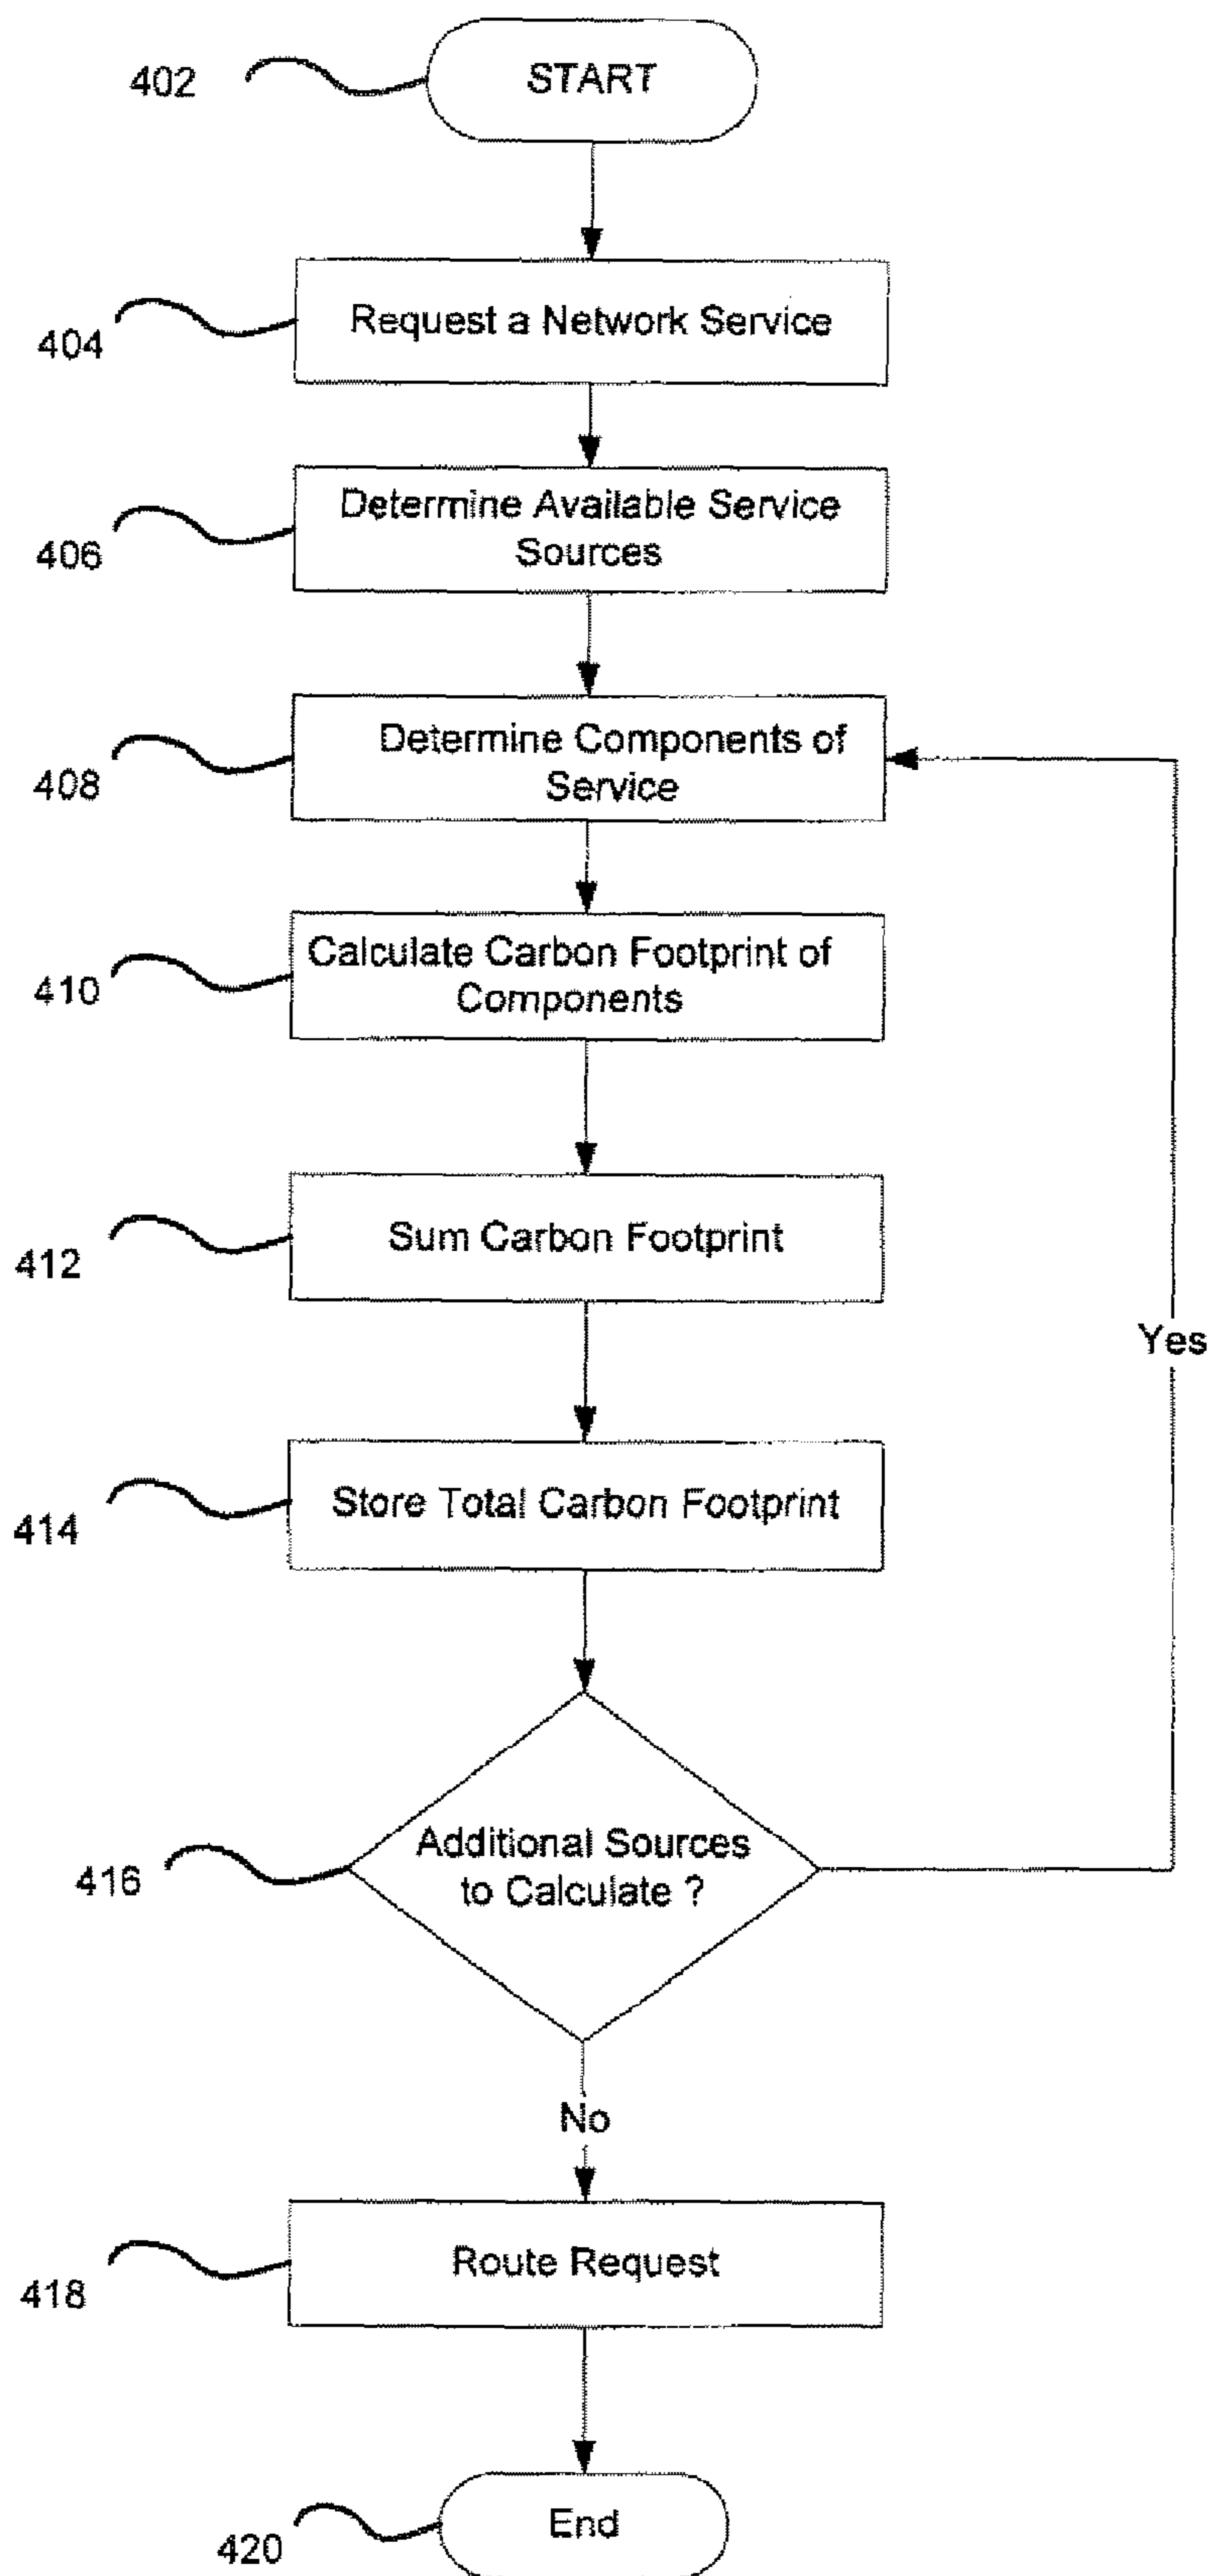 402
START
404
Request a Network Service
406
Determine Available Service
Sources
408
Determine Components of
Service
410
Calculate Carbon Footprint of
Components
412
Sum Carbon Footprint
Yes
414
Store Total Carbon Footprint
416
Additional Sources
to Calculate ?
No
418
Route Request
420
End